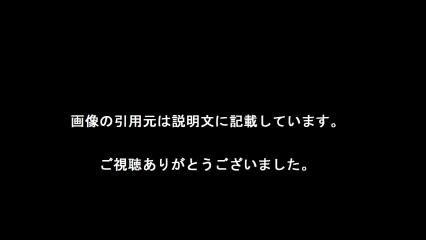 画像の引用元は説明文に記載しています。
ご視聴ありがとうございました。